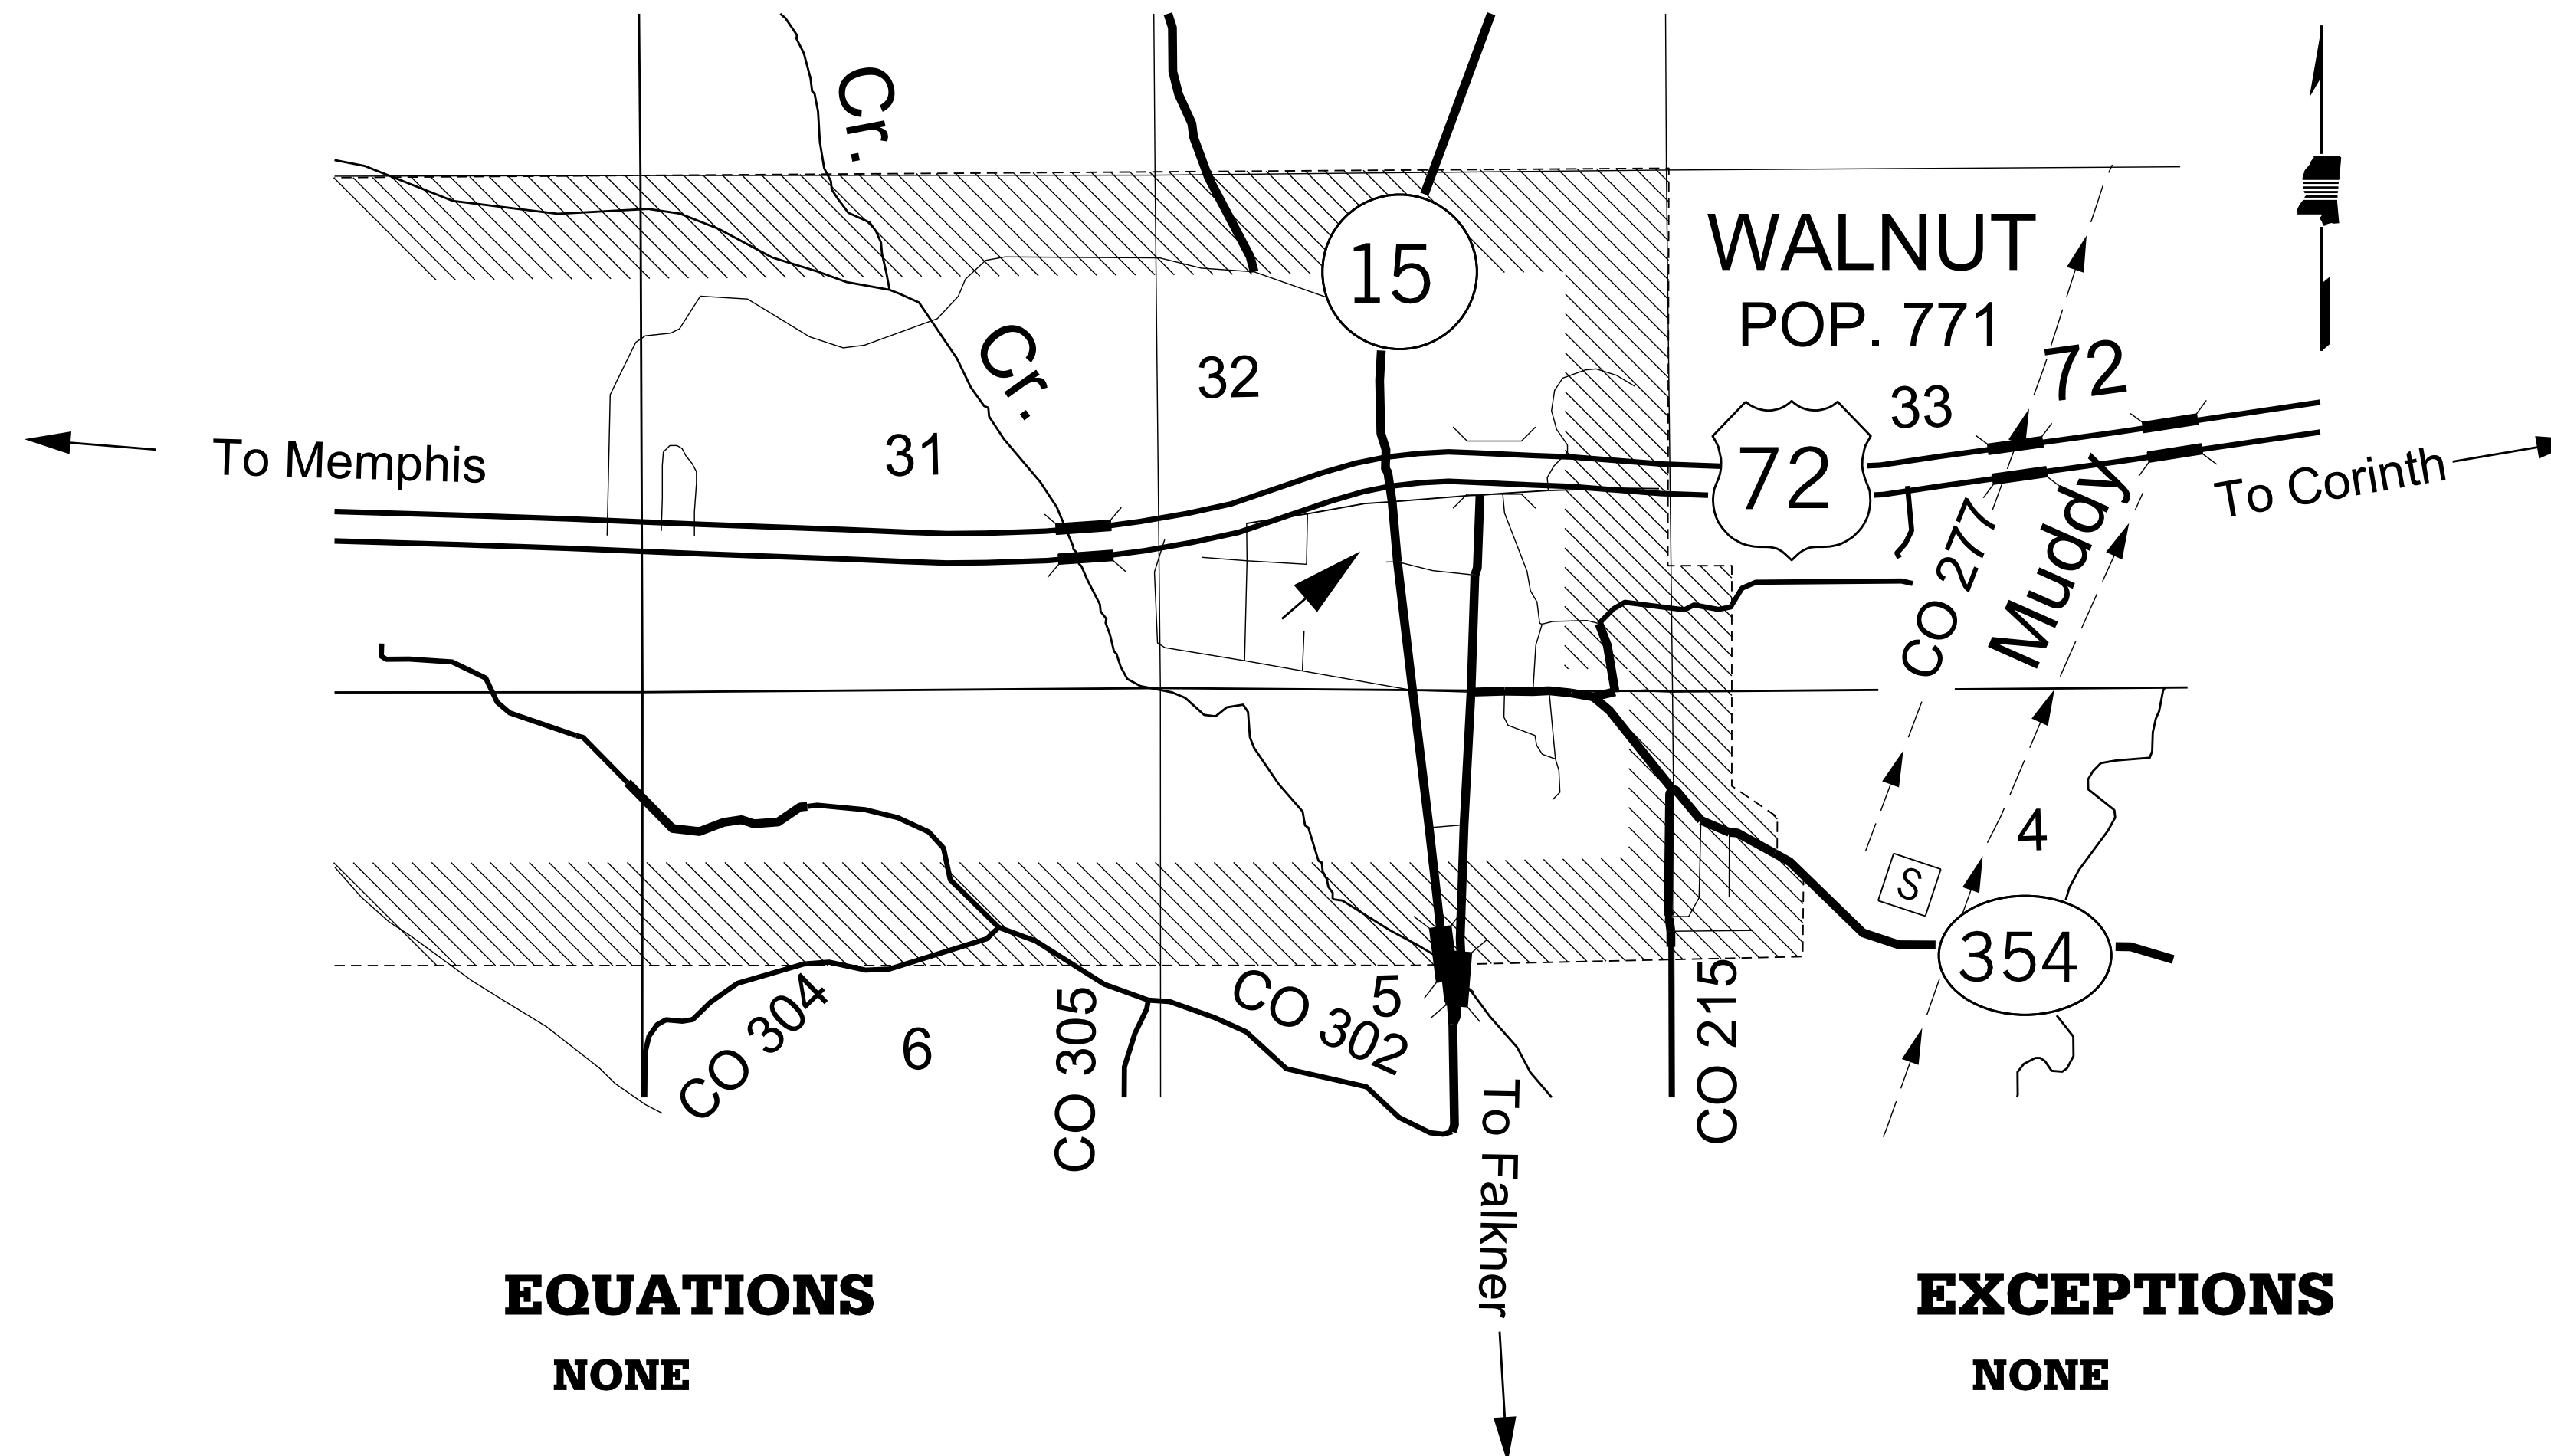 Cr.
WALNUT
15
POP. 771
Cr.
32
72
33
31
To Memphis
72
To Corinth
CO 277
Muddy
4
S
354
5
CO 302
CO 304
6
CO 305
CO 215
To Falkner
EQUATIONS
EXCEPTIONS
NONE
NONE